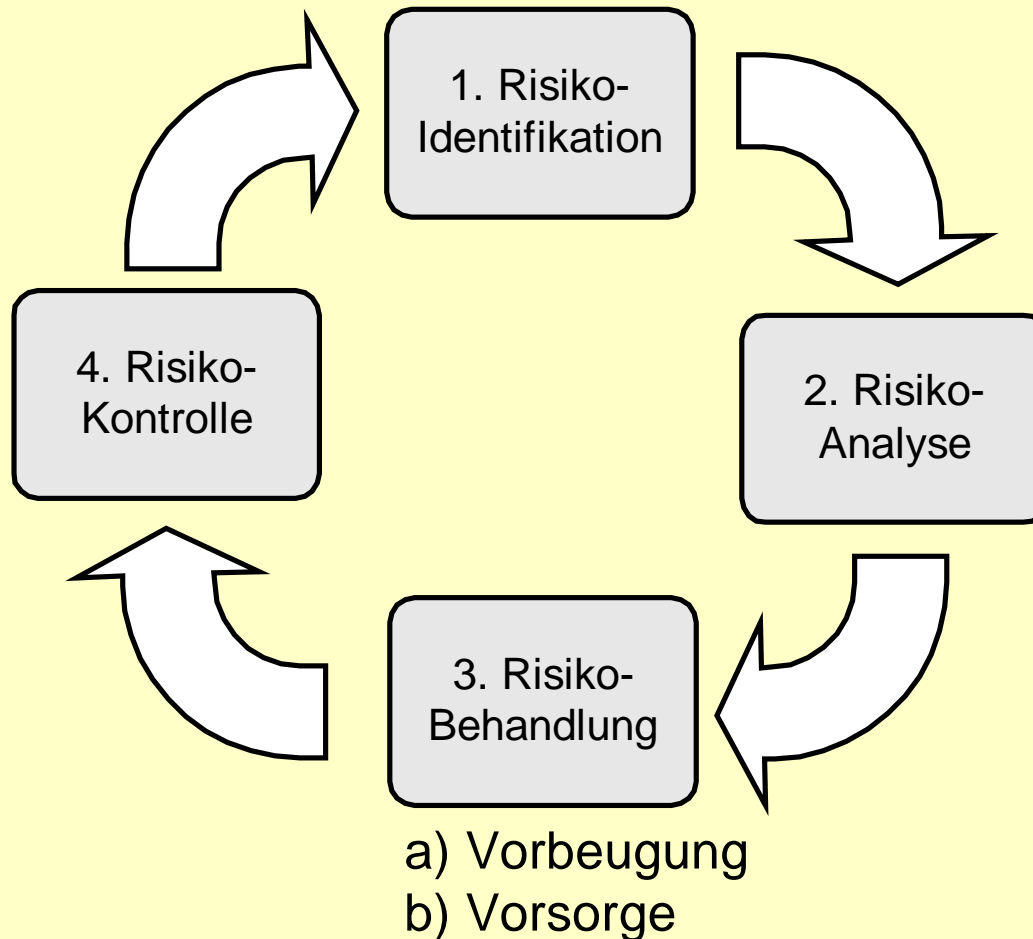 1. Risiko-
Identifikation
2. Risiko-
Analyse
3. Risiko-
Behandlung
a) Vorbeugung
b) Vorsorge
4. Risiko-
Kontrolle